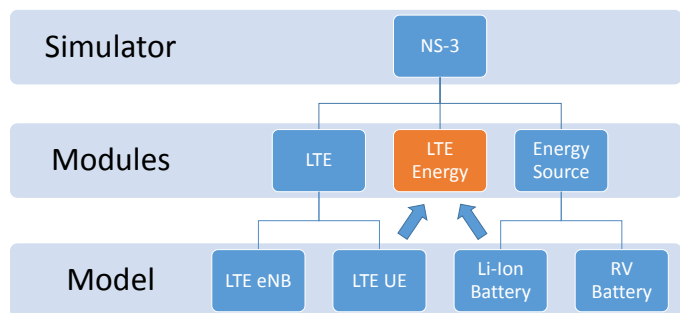 Simulator
NS-3
Modules
LTE
LTE
Energy
Energy
Source
Model
LTE eNB
LTE UE
Li-Ion
Battery
RV
Battery